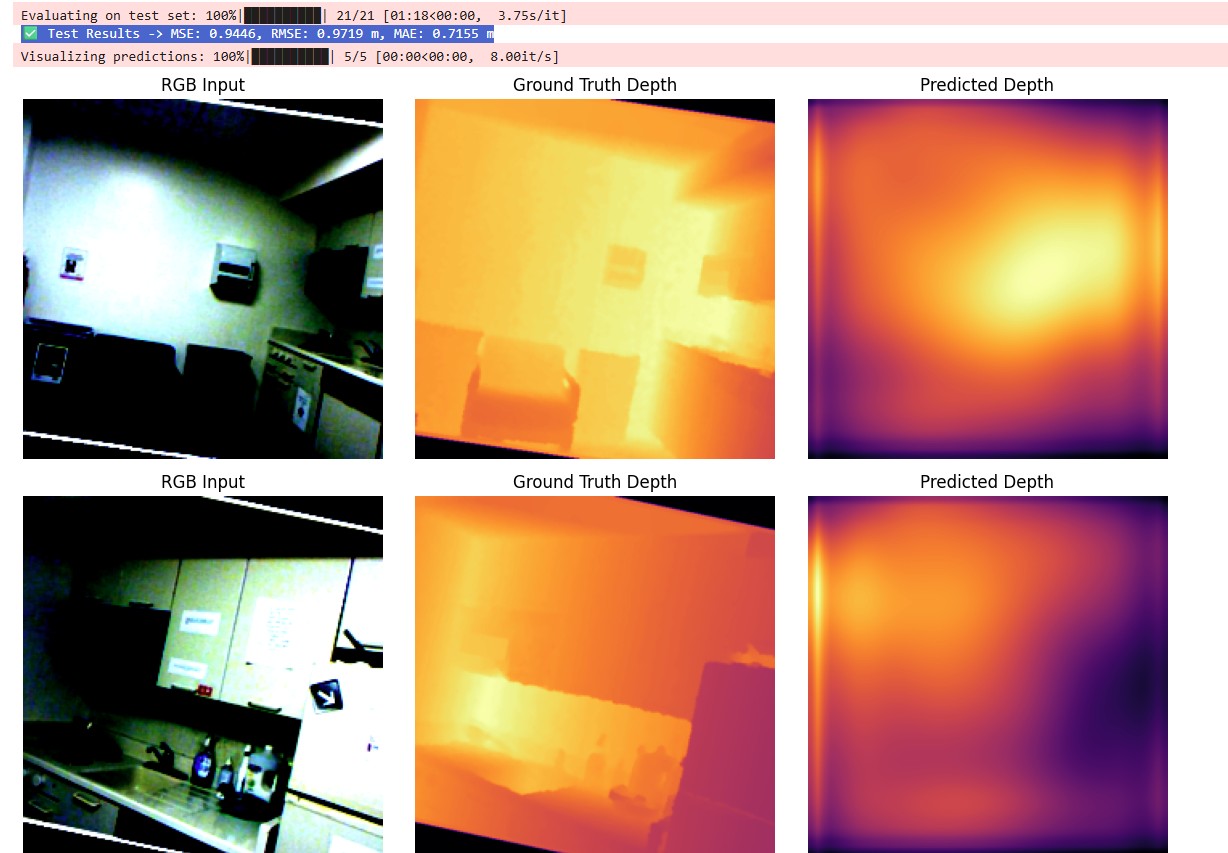 Evaluating on test set: 100%|██████████| 21/21 [01:18<00:00,  3.75s/it]
✅ Test Results -> MSE: 0.9446, RMSE: 0.9719 m, MAE: 0.7155 m
Visualizing predictions: 100%|██████████| 5/5 [00:00<00:00,  8.00it/s]
RGB Input
Ground Truth Depth
Predicted Depth
RGB Input
Ground Truth Depth
Predicted Depth